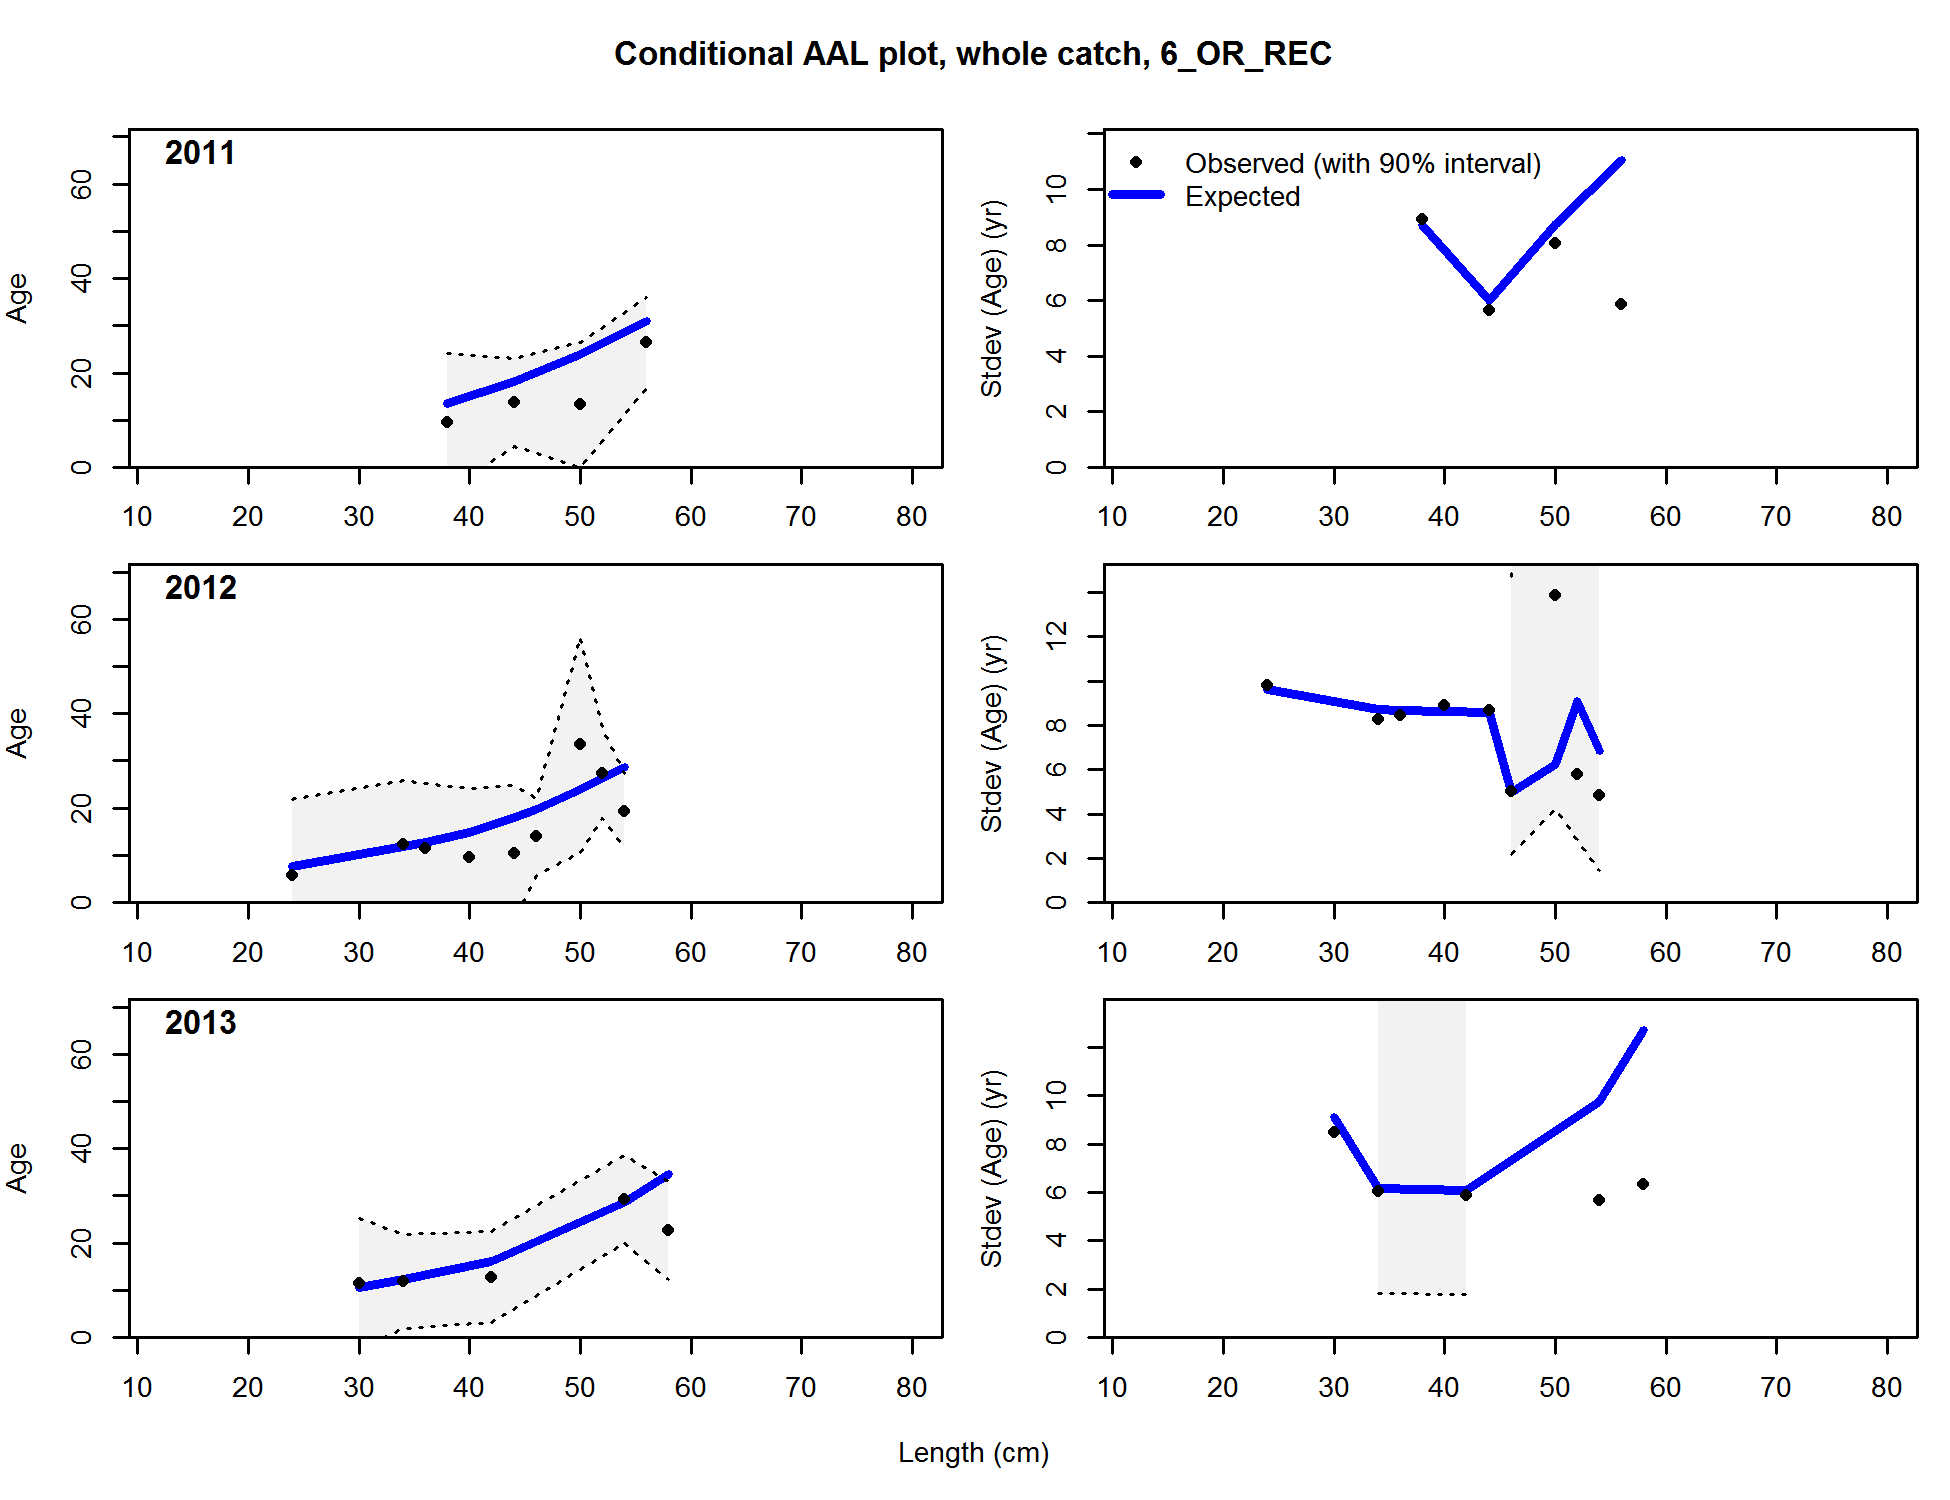 Conditional AAL plot, whole catch, 6_OR_REC
2011
Age
0 20 40 60
10 20 30 40 50 60 70 80
Observed (with 90% interval)
Expected
Stdev (Age) (yr)
0 2 4 6 8 10
10 20 30 40 50 60 70 80
2012
Age
0 20 40 60
10 20 30 40 50 60 70 80
Stdev (Age) (yr)
0 2 4 6 8 12
10 20 30 40 50 60 70 80
2013
Age
0 20 40 60
10 20 30 40 50 60 70 80
Stdev (Age) (yr)
0 2 4 6 8 10
10 20 30 40 50 60 70 80
Length (cm)